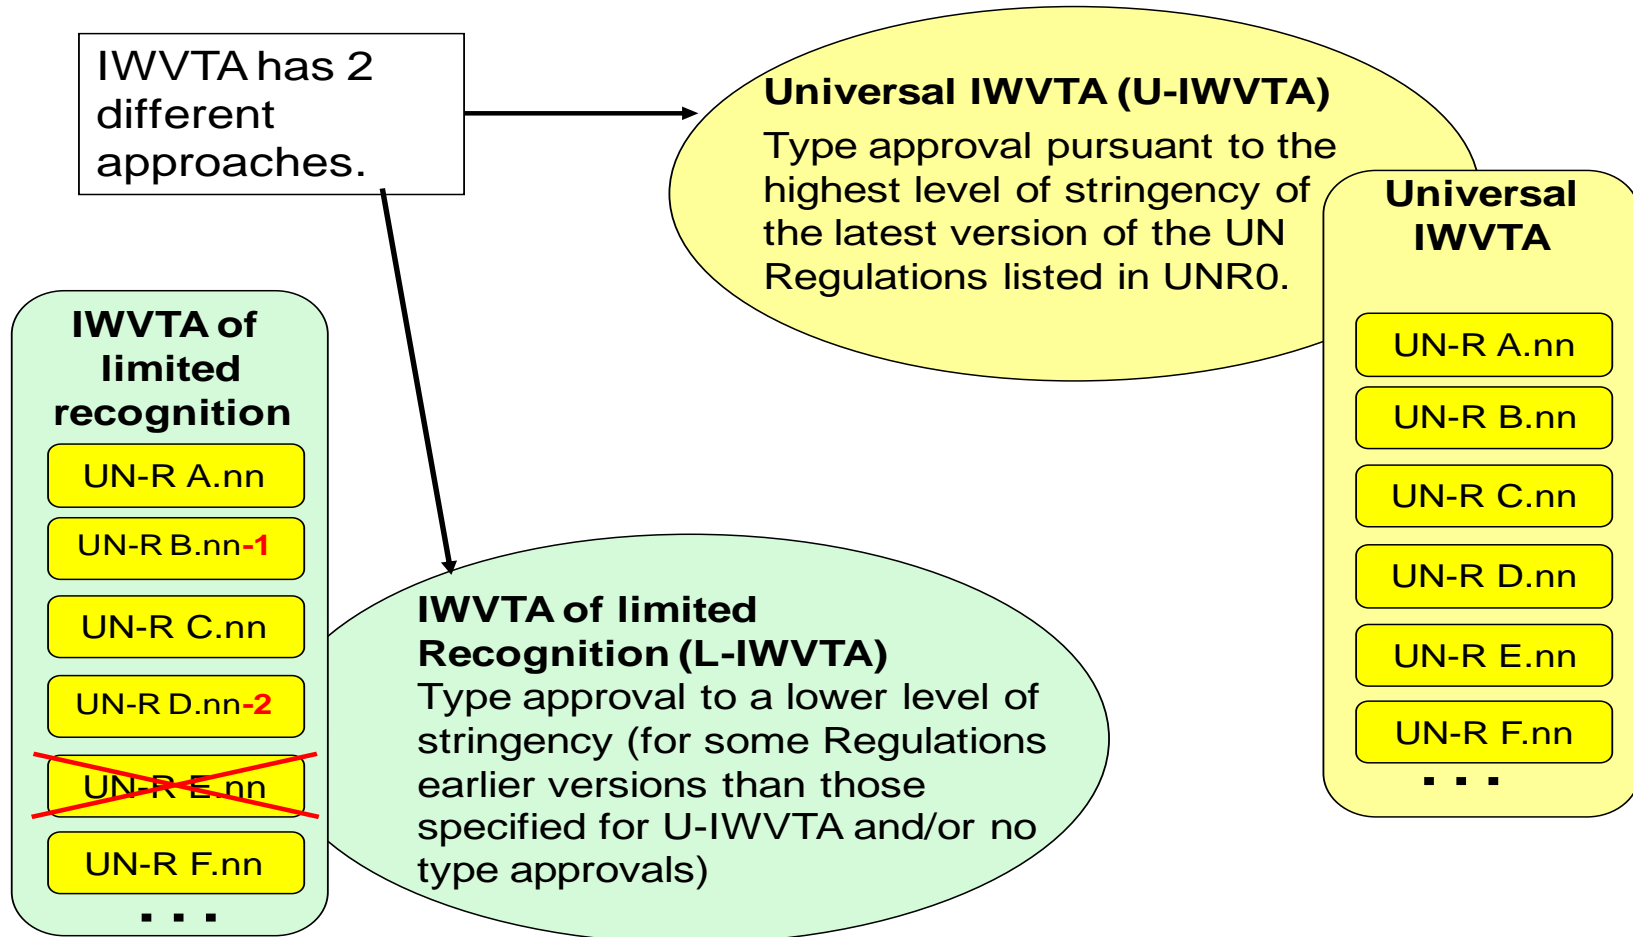 IWVTA has 2
different
approaches.
Universal IWVTA (U-IWVTA)
Type approval pursuant to the
highest level of stringency of
the latest version of the UN
Regulations listed in UNR0.
Universal
IWVTA
UN-R A.nn
UN-R B.nn
UN-R C.nn
UN-R D.nn
UN-R E.nn
UN-R F.nn
. . .
IWVTA of
limited
recognition
UN-R A.nn
UN-R B.nn-1
UN-R C.nn
UN-R D.nn-2
UN-R E.nn
UN-R F.nn
. . .
IWVTA of limited
Recognition (L-IWVTA)
Type approval to a lower level of
stringency (for some Regulations
earlier versions than those
specified for U-IWVTA and/or no
type approvals)